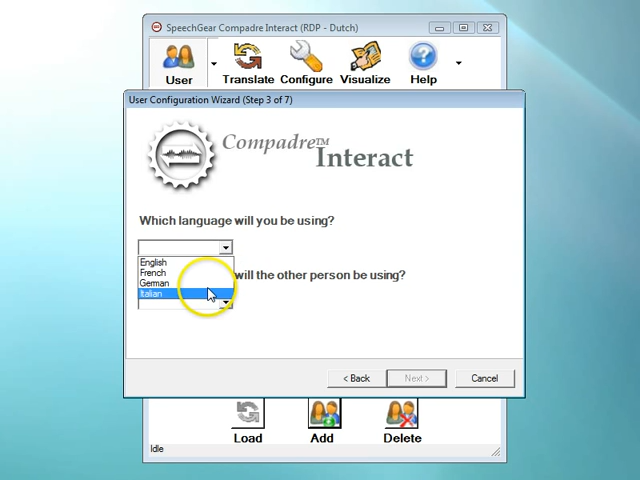 SpeechGear Compadre Interact (RDP - Dutch)
User
Translate
Configure
Visualize
Help
User Configuration Wizard (Step 3 of 7)
Compadre™
Interact
Which language will you be using?
English
French
German
Italian
will the other person be using?
< Back
Next >
Cancel
Load
Add
Delete
Idle